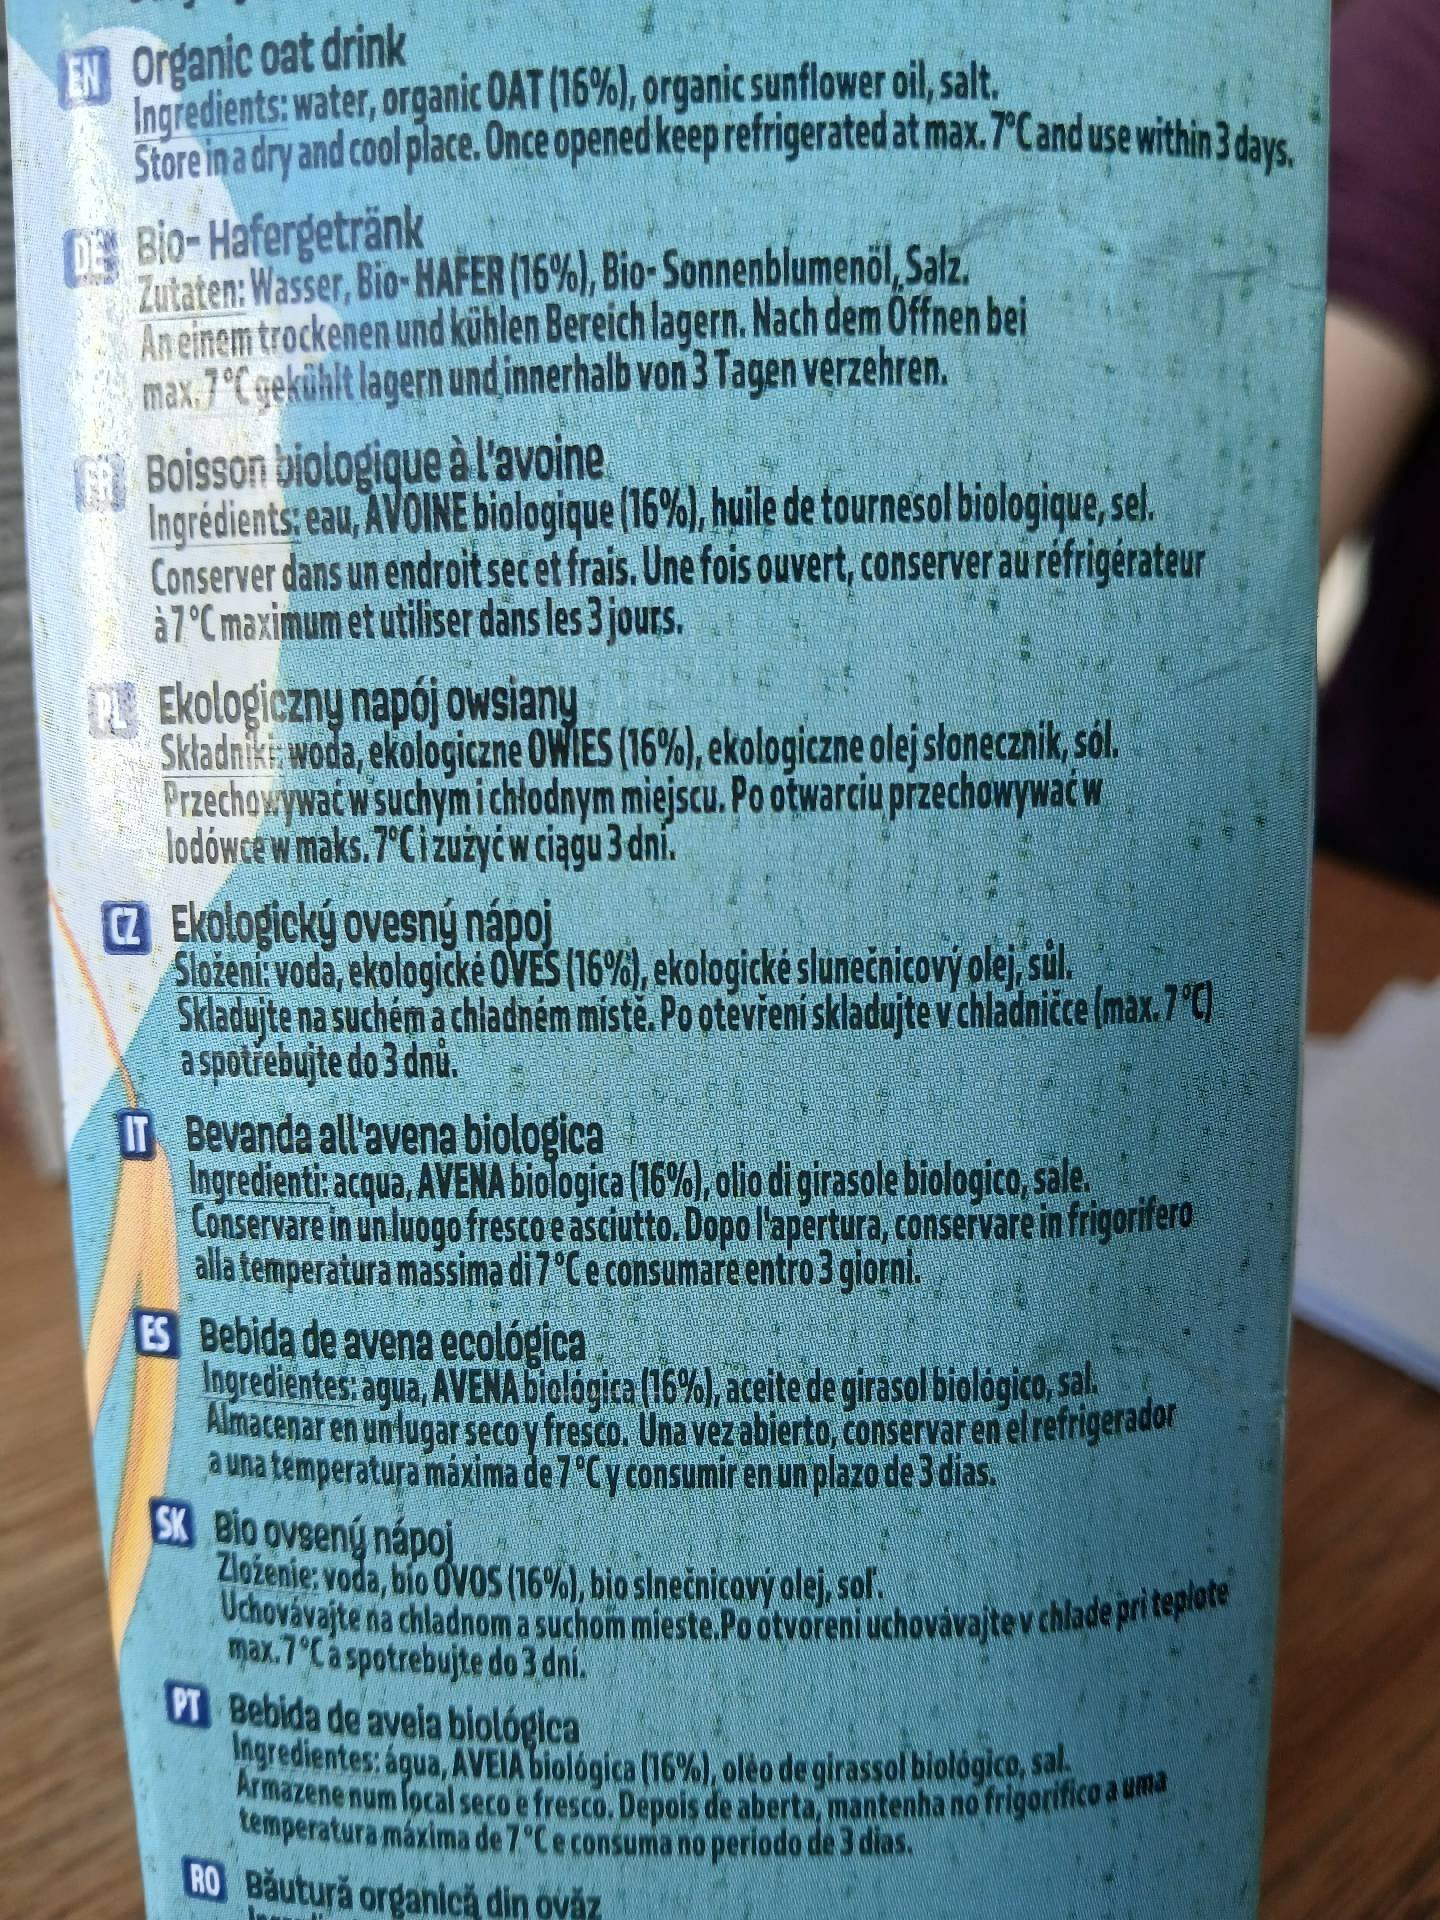 EN Organic oat drink
Ingredients: water, organic OAT (16%), organic sunflower oil, salt.
Store in a dry and cool place. Once opened keep refrigerated at max. 7°C and use within 3 days.
DE Bio- Hafergetränk
Zutaten: Wasser, Bio- HAFER (16%), Bio- Sonnenblumenöl, Salz.
An einem trockenen und kühlen Bereich lagern. Nach dem Öffnen bei
max. 7 °C gekühlt lagern und innerhalb von 3 Tagen verzehren.
FR Boisson biologique à l'avoine
Ingrédients: eau, AVOINE biologique (16%), huile de tournesol biologique, sel.
Conserver dans un endroit sec et frais. Une fois ouvert, conserver au réfrigérateur
à 7 °C maximum et utiliser dans les 3 jours.
PL Ekologiczny napój owsiany
Składniki: woda, ekologiczne OWIES (16%), ekologiczne olej słonecznik, sól.
Przechowywać w suchym i chłodnym miejscu. Po otwarciu przechowywać w
lodówce w maks. 7°C i zużyć w ciągu 3 dni.
CZ Ekologický ovesný nápoj
Složení: voda, ekologické OVES (16%), ekologické slunečnicový olej, sůl.
Skladujte na suchém a chladném místě. Po otevření skladujte v chladničce (max. 7 °C)
a spotřebujte do 3 dnů.
IT Bevanda all'avena biologica
Ingredienti: acqua, AVENA biologica (16%), olio di girasole biologico, sale.
Conservare in un luogo fresco e asciutto. Dopo l'apertura, conservare in frigorifero
alla temperatura massima di 7 °C e consumare entro 3 giorni.
ES Bebida de avena ecológica
Ingredientes: agua, AVENA biológica (16%), aceite de girasol biológico, sal.
Almacenar en un lugar seco y fresco. Una vez abierto, conservar en el refrigerador
a una temperatura máxima de 7 °C y consumir en un plazo de 3 días.
SK Bio ovsený nápoj
Zloženie: voda, bio OVOS (16%), bio slnečnicový olej, soľ.
Uchovávajte na chladnom a suchom mieste.Po otvorení uchovávajte v chlade pri teplote
max. 7 °C a spotrebujte do 3 dní.
PT Bebida de aveia biológica
Ingredientes: água, AVEIA biológica (16%), oléo de girassol biológico, sal.
Armazene num local seco e fresco. Depois de aberta, mantenha no frigorífico a uma
temperatura máxima de 7 °C e consuma no período de 3 dias.
RO Băutură organică din ovăz